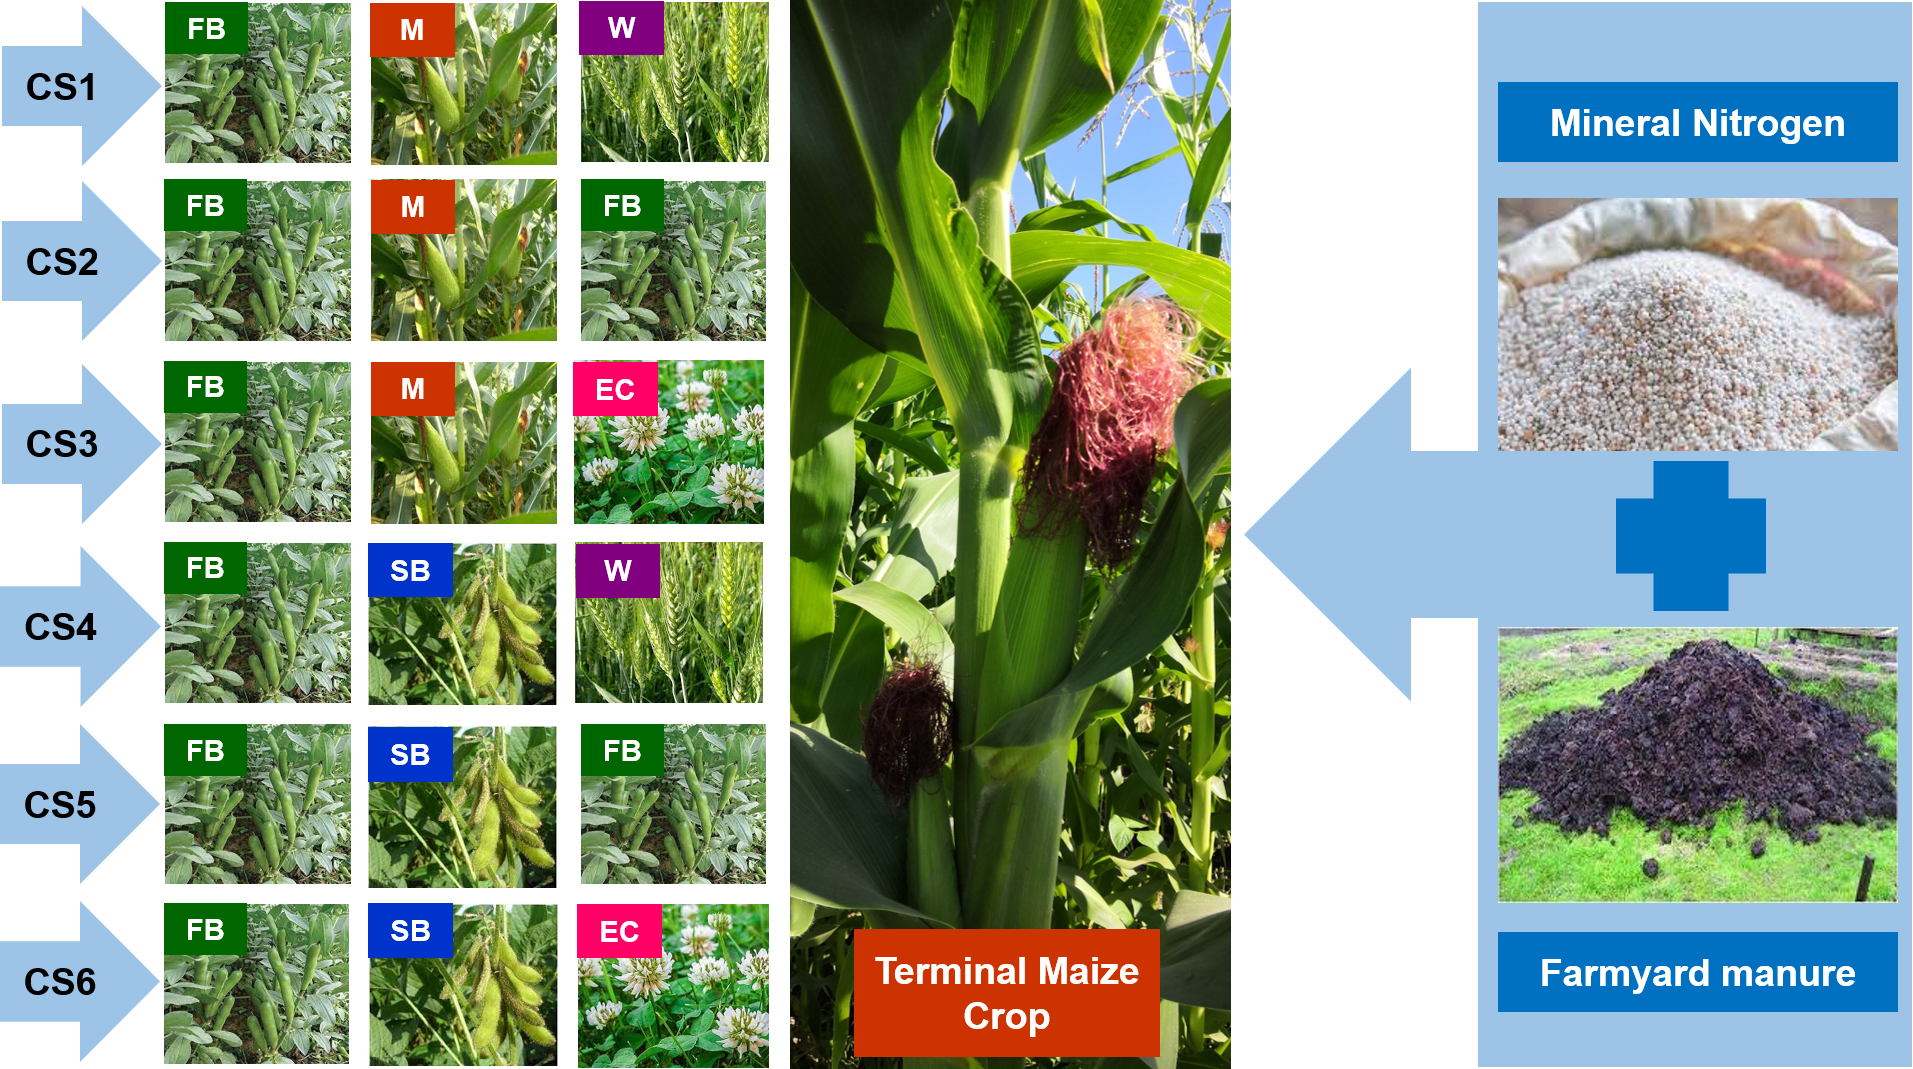 CS1
FB
M
W
CS2
FB
M
FB
CS3
FB
M
EC
CS4
FB
SB
W
CS5
FB
SB
FB
CS6
FB
SB
EC
Terminal Maize
Crop
Mineral Nitrogen
Farmyard manure